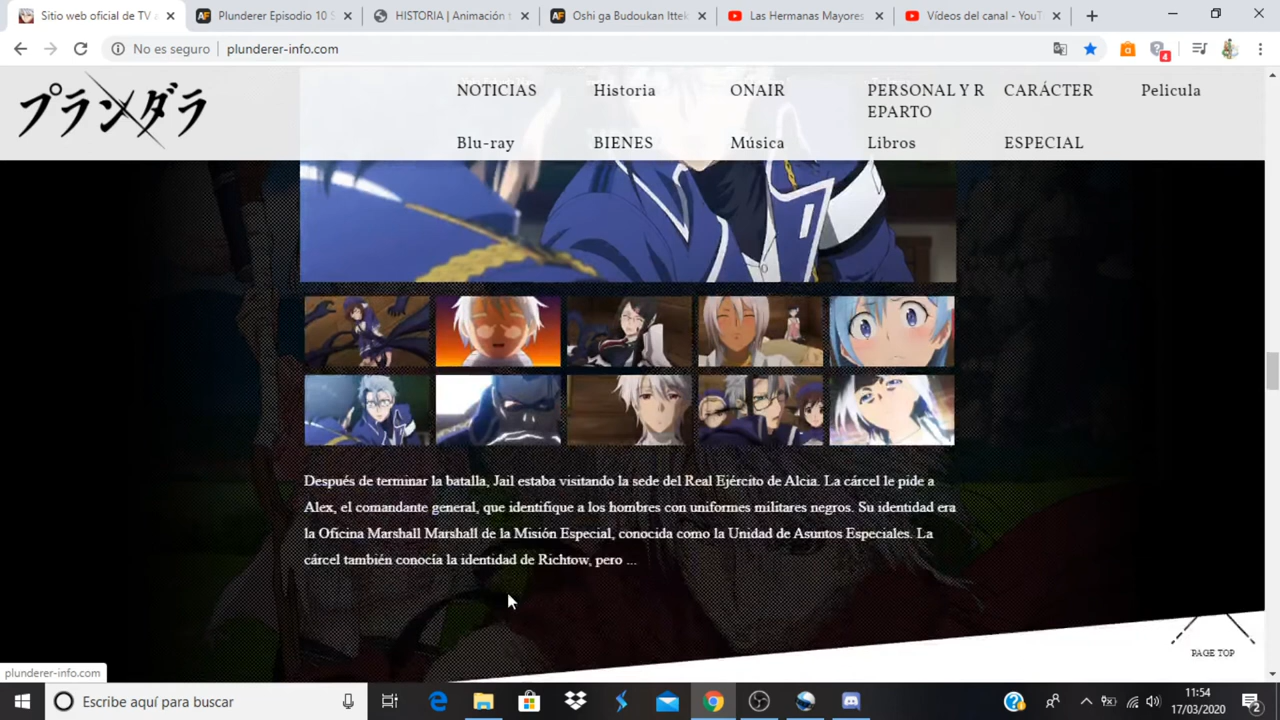 Sitio web oficial de TV a
Plunderer Episodio 10 S
HISTORIA | Animación t
Oshi ga Budoukan Ittek
Las Hermanas Mayores
Vídeos del canal - YouT
No es seguro
plunderer-info.com
4
プランダラ
NOTICIAS
Historia
ONAIR
PERSONAL Y R
EPARTO
CARÁCTER
Pelicula
Blu-ray
BIENES
Música
Libros
ESPECIAL
Después de terminar la batalla, Jail estaba visitando la sede del Real Ejército de Alcia. La cárcel le pide a
Alex, el comandante general, que identifique a los hombres con uniformes militares negros. Su identidad era
la Oficina Marshall Marshall de la Misión Especial, conocida como la Unidad de Asuntos Especiales. La
cárcel también conocía la identidad de Richtow, pero ...
PAGE TOP
plunderer-info.com
Escribe aquí para buscar
11:54
17/03/2020
2